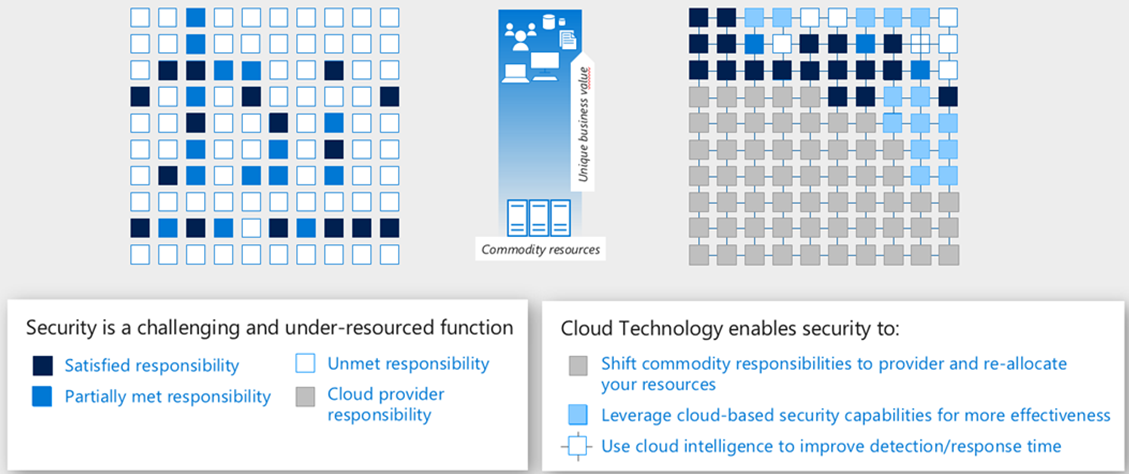 Unique business value
Commodity resources
Security is a challenging and under-resourced function
Satisfied responsibility
Unmet responsibility
Partially met responsibility
Cloud provider
responsibility
Cloud Technology enables security to:
Shift commodity responsibilities to provider and re-allocate
your resources
Leverage cloud-based security capabilities for more effectiveness
Use cloud intelligence to improve detection/response time